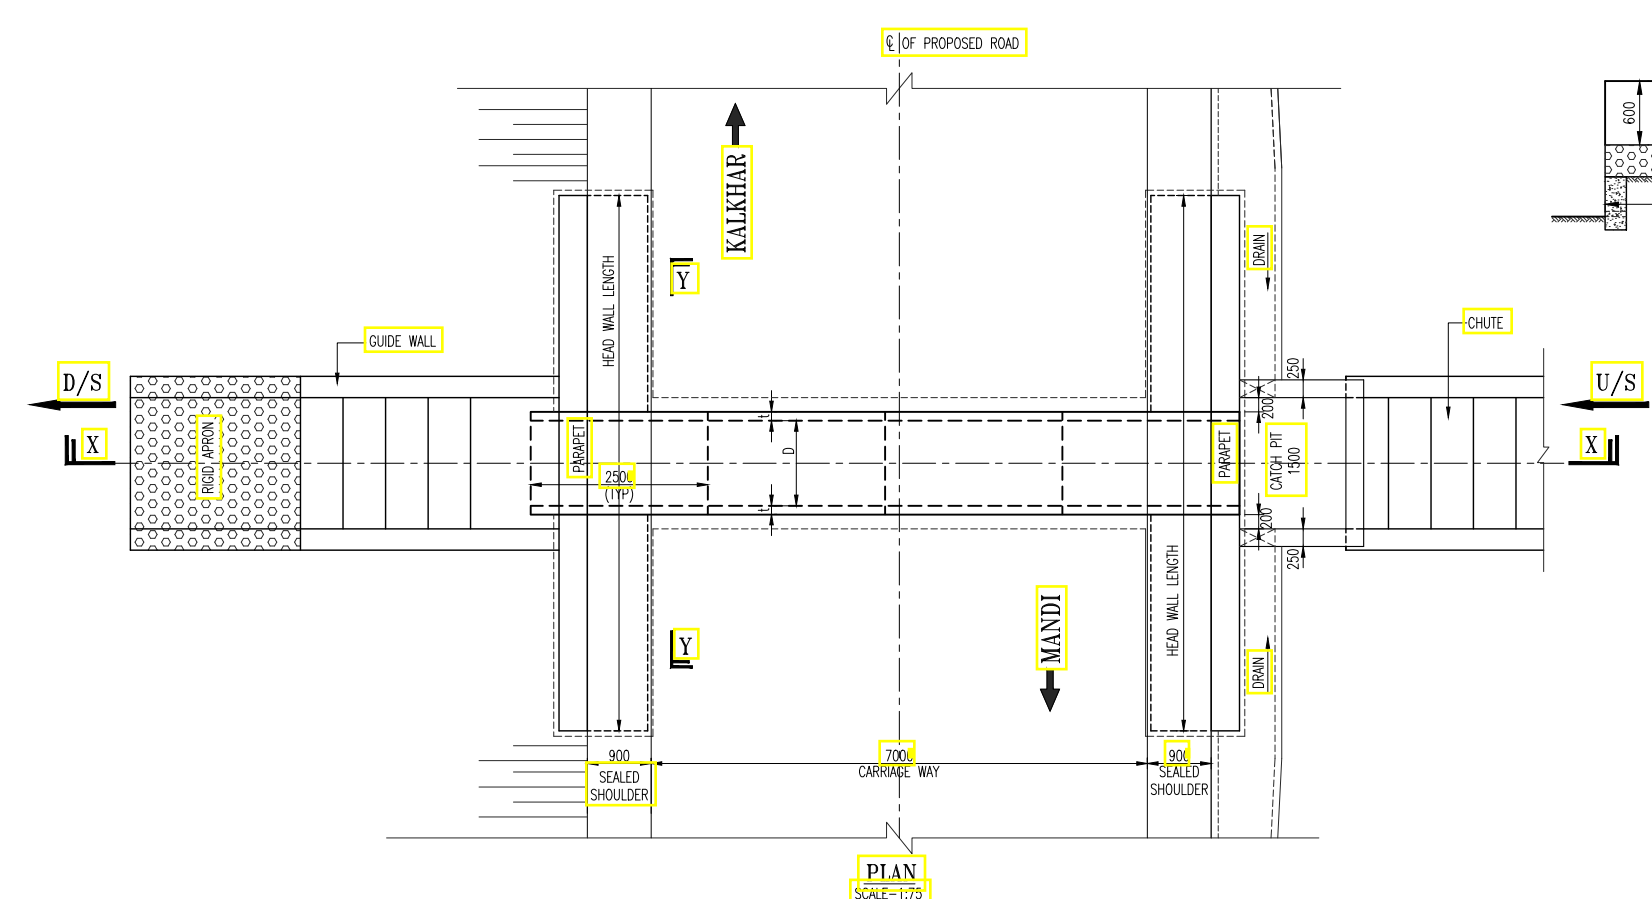 ℄ OF PROPOSED ROAD
600
KALKHAR
DRAIN
HEAD WALL LENGTH
Y
GUIDE WALL
CHUTE
D/S
U/S
250
200
X
X
RIGID APRON
PARAPET
2500
(TYP)
t
D
t
PARAPET
CATCH PIT
1500
200
250
HEAD WALL LENGTH
MANDI
Y
DRAIN
900
SEALED
SHOULDER
7000
CARRIAGE WAY
900
SEALED
SHOULDER
PLAN
SCALE-1:75